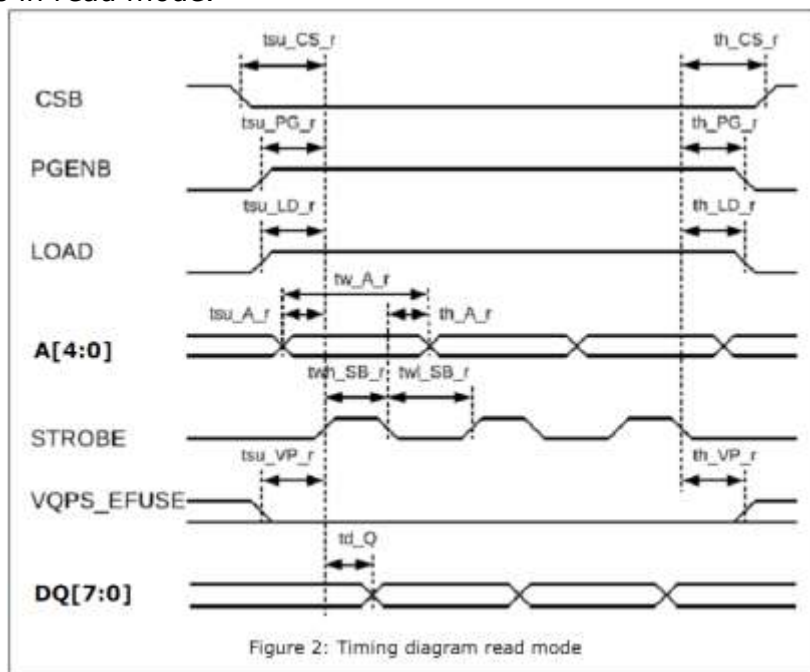 in read mode.
tsu_CS_r th_CS_r
CSB
tsu_PG_r th_PG_r
PGENB
tsu_LD_r th_LD_r
LOAD
tw_A_r
tsu_A_r th_A_r
A[4:0]
twh_SB_r twl_SB_r
STROBE
tsu_VP_r th_VP_r
VQPS_EFUSE
td_Q
DQ[7:0]
Figure 2: Timing diagram read mode